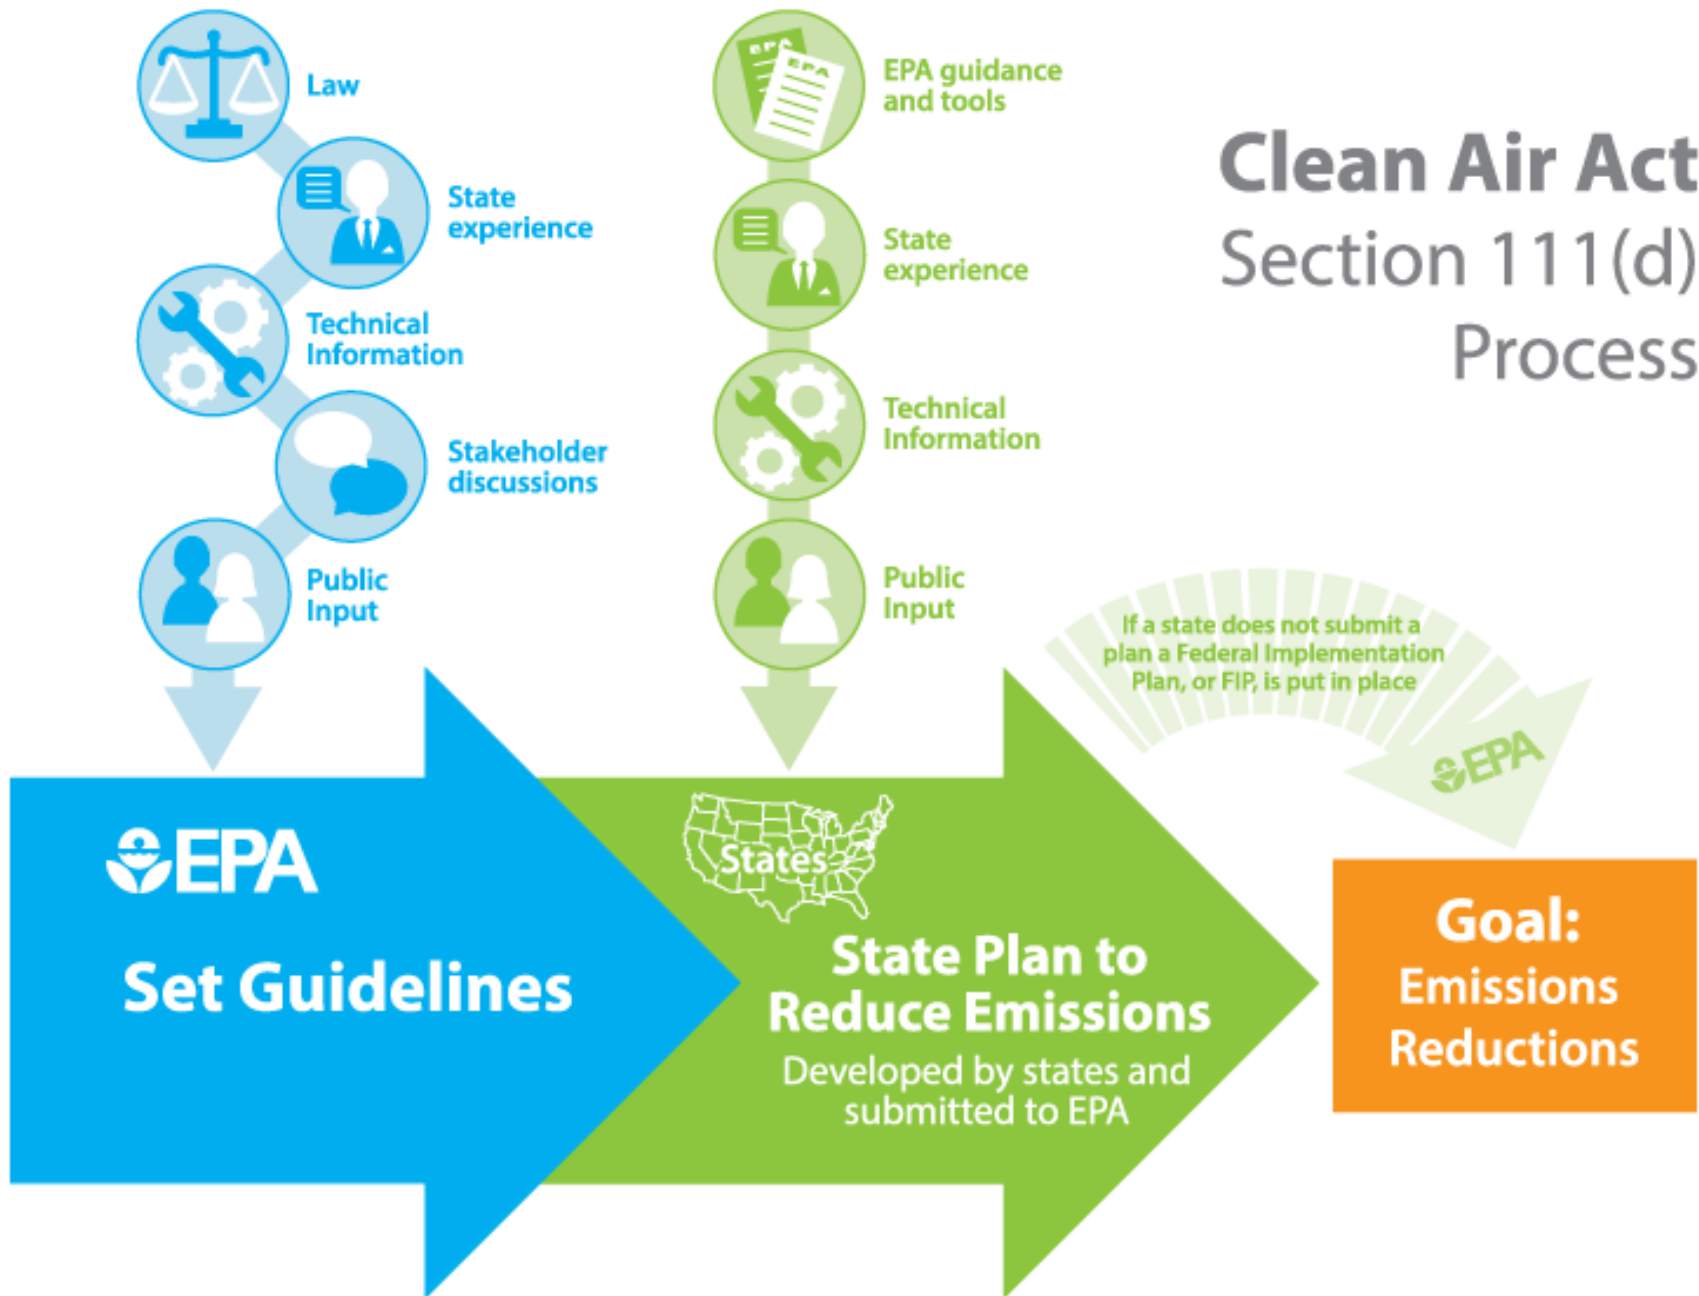 Law
State
experience
Technical
Information
Stakeholder
discussions
Public
Input
EPA
EPA
EPA guidance
and tools
State
experience
Technical
Information
Public
Input
Clean Air Act
Section 111(d)
Process
If a state does not submit a
plan a Federal Implementation
Plan, or FIP, is put in place
EPA
EPA
Set Guidelines
States
State Plan to
Reduce Emissions
Developed by states and
submitted to EPA
Goal:
Emissions
Reductions